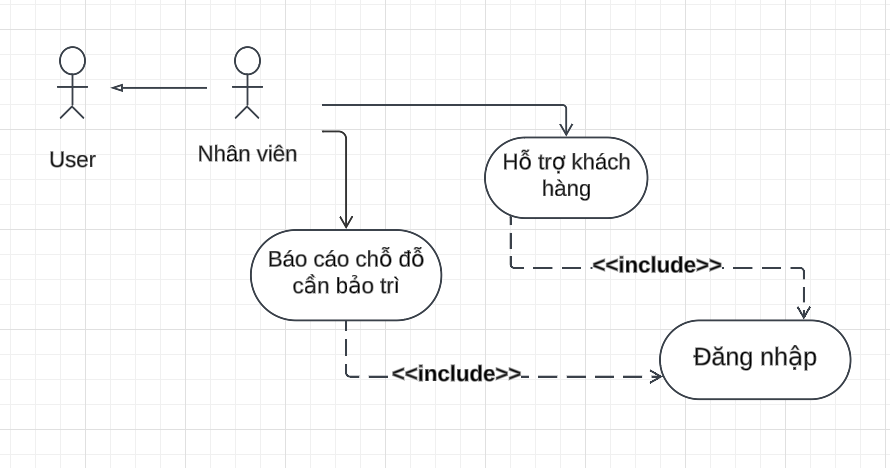 User
Nhân viên
Hỗ trợ khách
hàng
Báo cáo chỗ đỗ
cần bảo trì
<<include>>
Đăng nhập
<<include>>